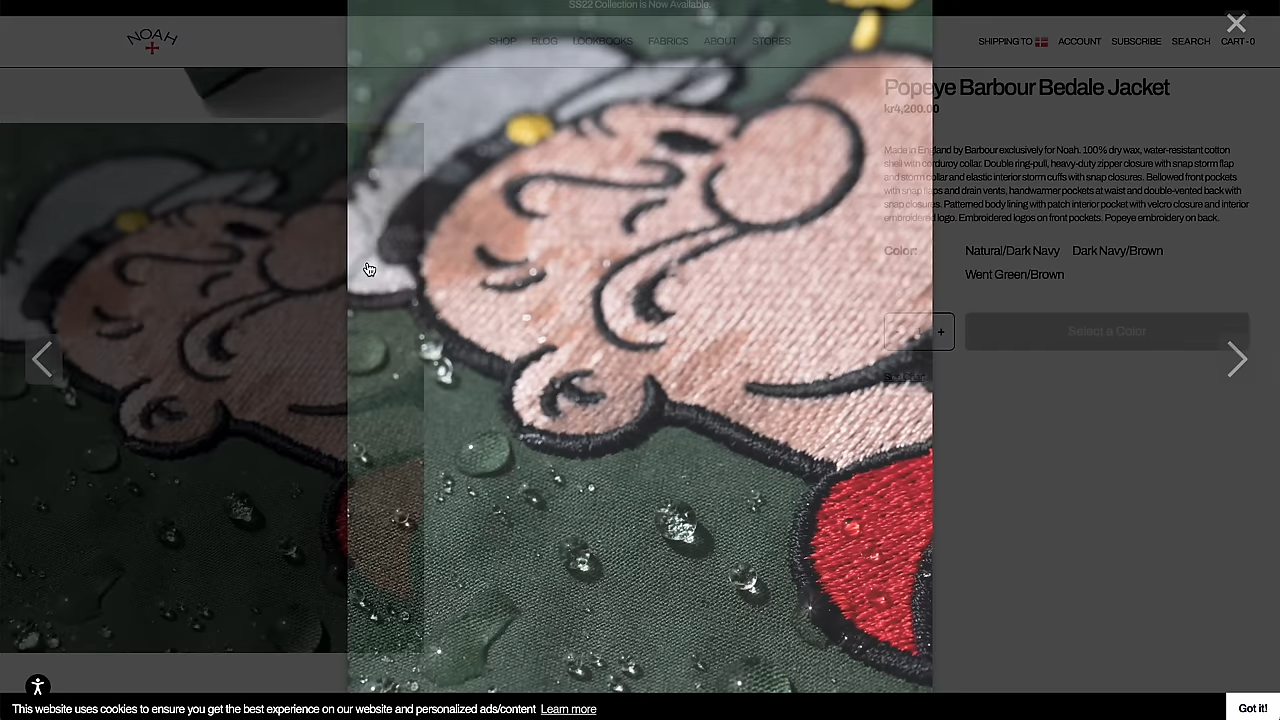 SS22 Collection is Now Available.
NOAH
SHOP BLOG LOOKBOOKS FABRICS ABOUT STORES
SHIPPING TO ACCOUNT SUBSCRIBE SEARCH CART · 0
Popeye Barbour Bedale Jacket
kr4,200.00
Made in England by Barbour exclusively for Noah. 100% dry wax, water-resistant cotton
shell with corduroy collar. Double ring-pull, heavy-duty zipper closure with snap storm flap
and storm collar and elastic interior storm cuffs with snap closures. Bellowed front pockets
with snap flaps and drain vents, handwarmer pockets at waist and double-vanted back with
snap closures. Patterned body lining with patch interior pocket with velcro closure and interior
embroidered logo. Embroidered logos on front pockets. Popeye embroidery on back.
Color: Natural/Dark Navy Dark Navy/Brown
Went Green/Brown
- 1 + Select a Color
This website uses cookies to ensure you get the best experience on our website and personalized ads/content Learn more Got it!